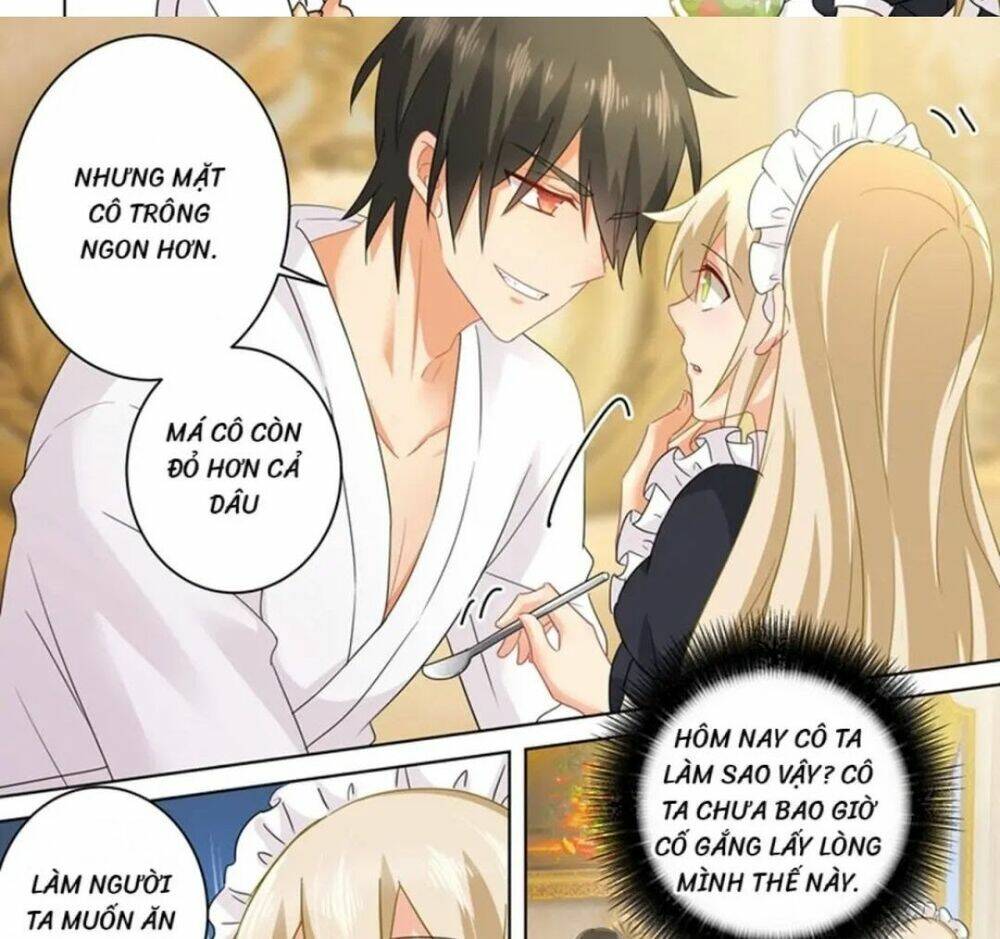 NHƯNG MẶT
CÔ TRÔNG
NGON HƠN.
MÁ CÔ CÒN
ĐỎ HƠN CẢ
DÂU
HÔM NAY CÔ TA
LÀM SAO VẬY? CÔ
TA CHƯA BAO GIỜ
CỐ GẮNG LẤY LÒNG
MÌNH THẾ NÀY.
LÀM NGƯỜI
TA MUỐN ĂN